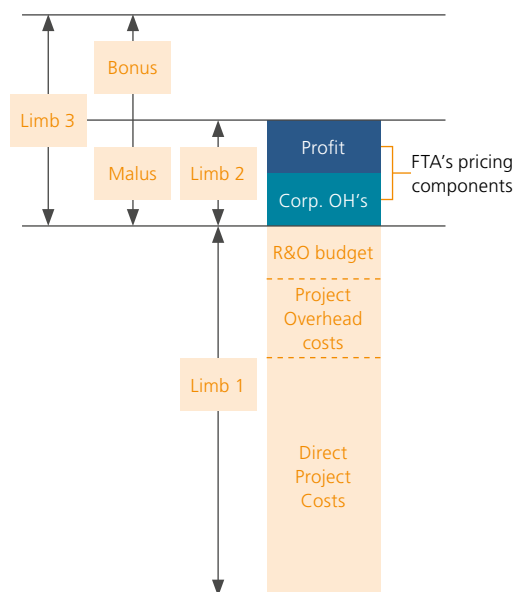 Bonus
Limb 3
Malus
Limb 2
Profit
Corp. OH's
FTA's pricing
components
R&O budget
Project
Overhead
costs
Limb 1
Direct
Project
Costs